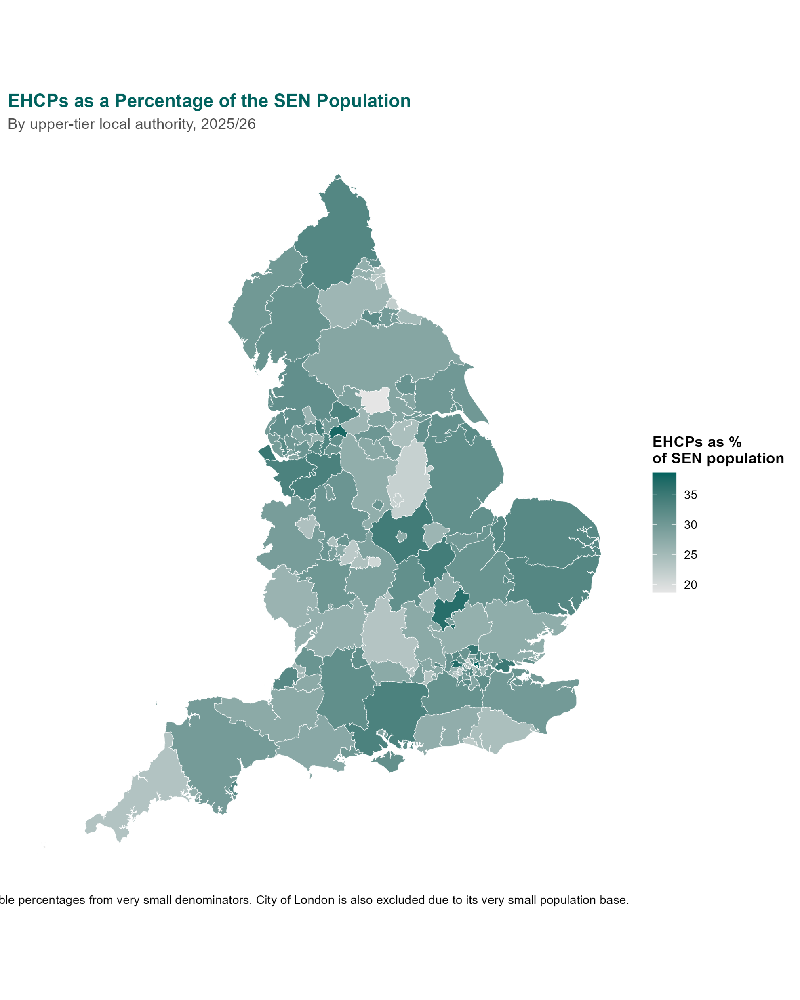 EHCPs as a Percentage of the SEN Population
By upper-tier local authority, 2025/26
EHCPs as %
of SEN population
35
30
25
20
percentages from very small denominators. City of London is also excluded due to its very small population base.